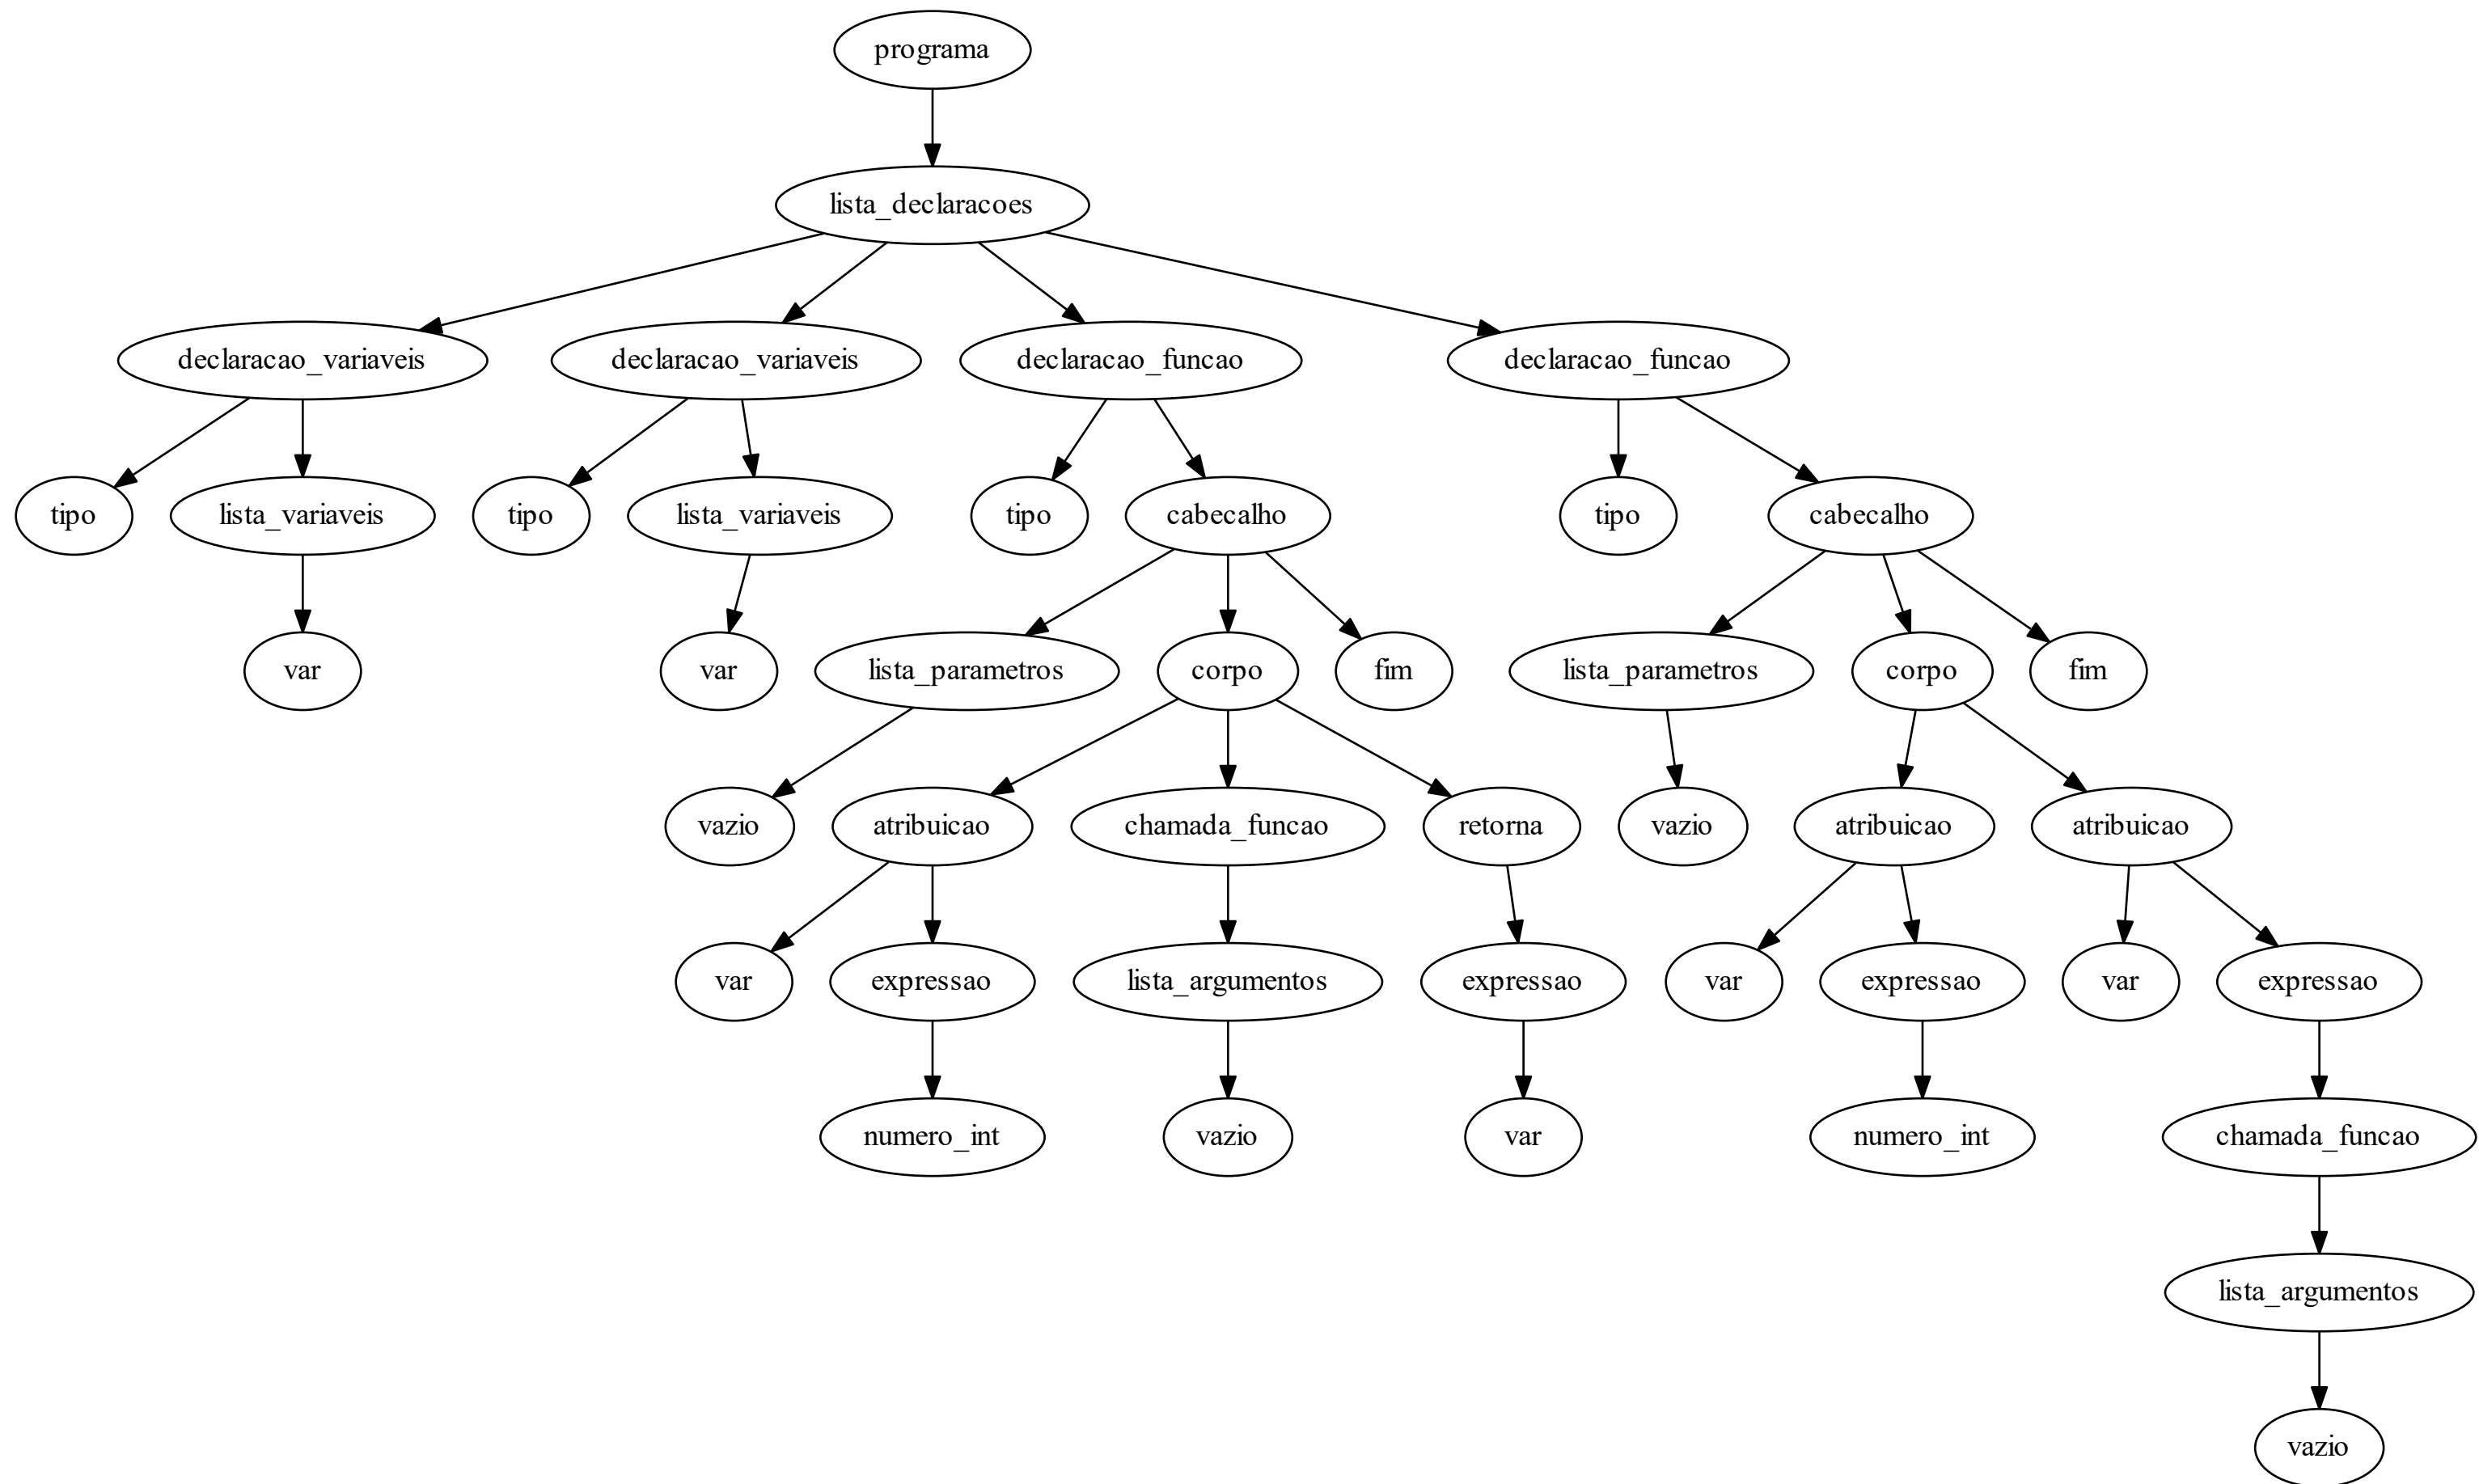 programa
lista_declaracoes
declaracao_variaveis
declaracao_variaveis
declaracao_funcao
declaracao_funcao
tipo
lista_variaveis
tipo
lista_variaveis
tipo
cabecalho
tipo
cabecalho
var
var
lista_parametros
corpo
fim
lista_parametros
corpo
fim
vazio
atribuicao
chamada_funcao
retorna
vazio
atribuicao
atribuicao
var
expressao
lista_argumentos
expressao
var
expressao
var
expressao
numero_int
vazio
var
numero_int
chamada_funcao
lista_argumentos
vazio